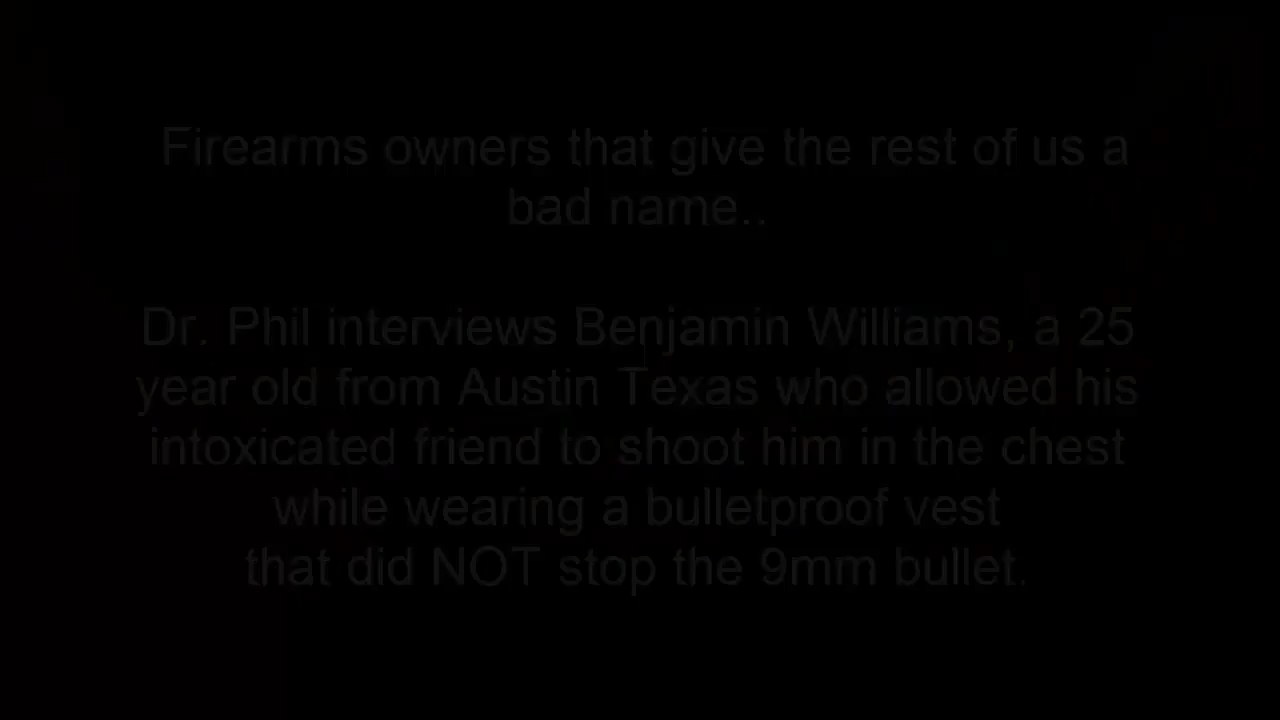 Firearms owners that give the rest of us a
bad name..
Dr. Phil interviews Benjamin Williams, a 25
year old from Austin Texas who allowed his
intoxicated friend to shoot him in the chest
while wearing a bulletproof vest
that did NOT stop the 9mm bullet.